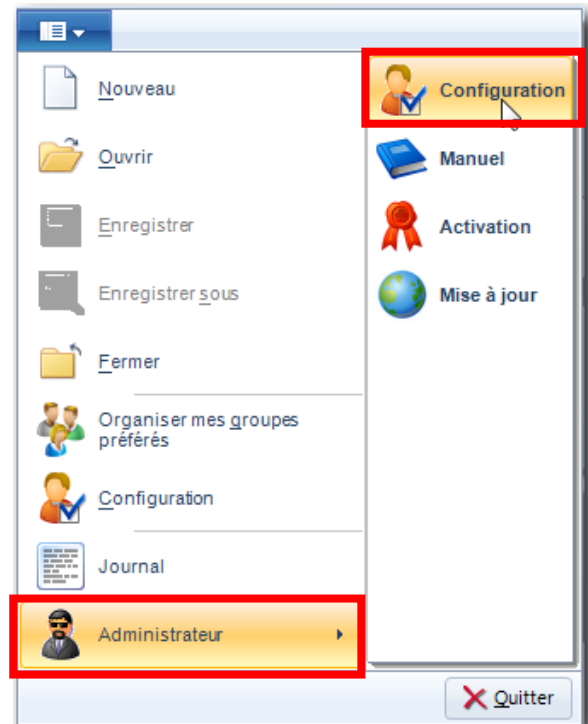 Nouveau
Ouvrir
Enregistrer
Enregistrer sous
Fermer
Organiser mes groupes
préférés
Configuration
Journal
Administrateur
Configuration
Manuel
Activation
Mise à jour
Quitter